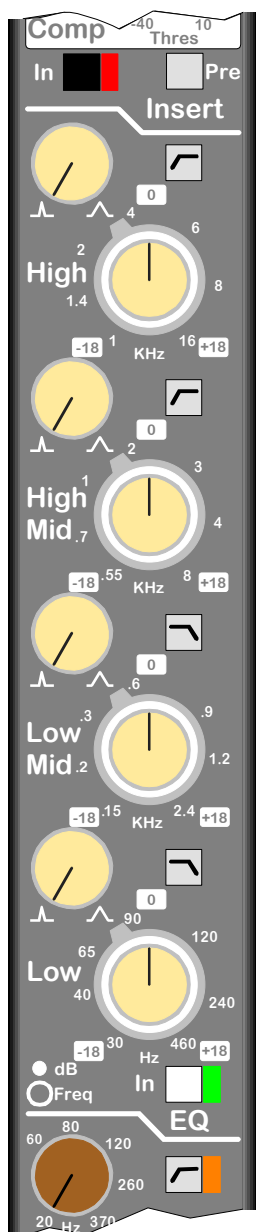 Comp -40 10
Thres
In Pre
Insert
0
4 6
2
High 8
1.4
1 16
-18 KHz +18
0
2 3
High 1
4
Mid .7
.55 8
-18 KHz +18
0
.6 .9
.3
Low
1.2
Mid .2
.15 2.4
-18 KHz +18
0
90 120
65
Low
40 240
30 460
-18 Hz +18
dB
In
Freq
EQ
80
60 120
260
20 Hz 370